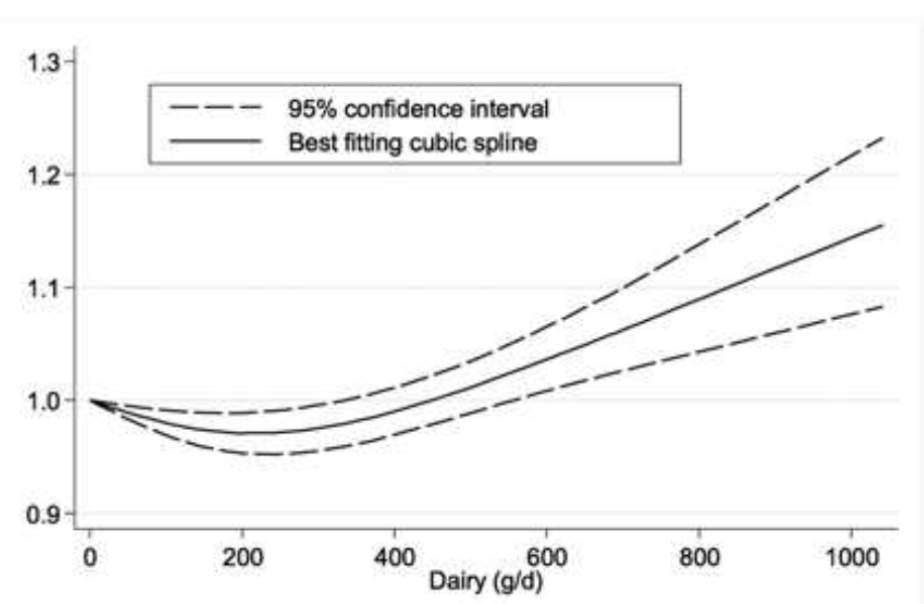 1.3
95% confidence interval
Best fitting cubic spline
1.2
1.1
1.0
0.9
0 200 400 600 800 1000
Dairy (g/d)